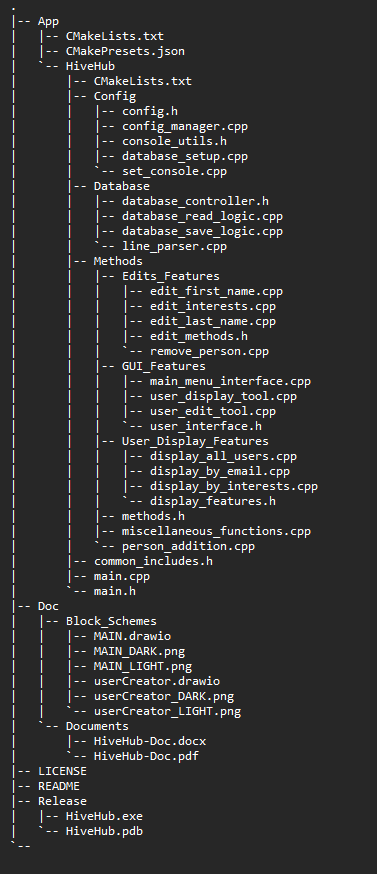 .
|-- App
|   |-- CMakeLists.txt
|   |-- CMakePresets.json
|   `-- HiveHub
|       |-- CMakeLists.txt
|       |-- Config
|       |   |-- config.h
|       |   |-- config_manager.cpp
|       |   |-- console_utils.h
|       |   |-- database_setup.cpp
|       |   `-- set_console.cpp
|       |-- Database
|       |   |-- database_controller.h
|       |   |-- database_read_logic.cpp
|       |   |-- database_save_logic.cpp
|       |   `-- line_parser.cpp
|       |-- Methods
|       |   |-- Edits_Features
|       |   |   |-- edit_first_name.cpp
|       |   |   |-- edit_interests.cpp
|       |   |   |-- edit_last_name.cpp
|       |   |   |-- edit_methods.h
|       |   |   `-- remove_person.cpp
|       |   |-- GUI_Features
|       |   |   |-- main_menu_interface.cpp
|       |   |   |-- user_display_tool.cpp
|       |   |   |-- user_edit_tool.cpp
|       |   |   `-- user_interface.h
|       |   |-- User_Display_Features
|       |   |   |-- display_all_users.cpp
|       |   |   |-- display_by_email.cpp
|       |   |   |-- display_by_interests.cpp
|       |   |   `-- display_features.h
|       |   |-- methods.h
|       |   |-- miscellaneous_functions.cpp
|       |   `-- person_addition.cpp
|       |-- common_includes.h
|       |-- main.cpp
|       `-- main.h
|-- Doc
|   |-- Block_Schemes
|   |   |-- MAIN.drawio
|   |   |-- MAIN_DARK.png
|   |   |-- MAIN_LIGHT.png
|   |   |-- userCreator.drawio
|   |   |-- userCreator_DARK.png
|   |   `-- userCreator_LIGHT.png
|   `-- Documents
|       |-- HiveHub-Doc.docx
|       `-- HiveHub-Doc.pdf
|-- LICENSE
|-- README
|-- Release
|   |-- HiveHub.exe
|   `-- HiveHub.pdb
`--